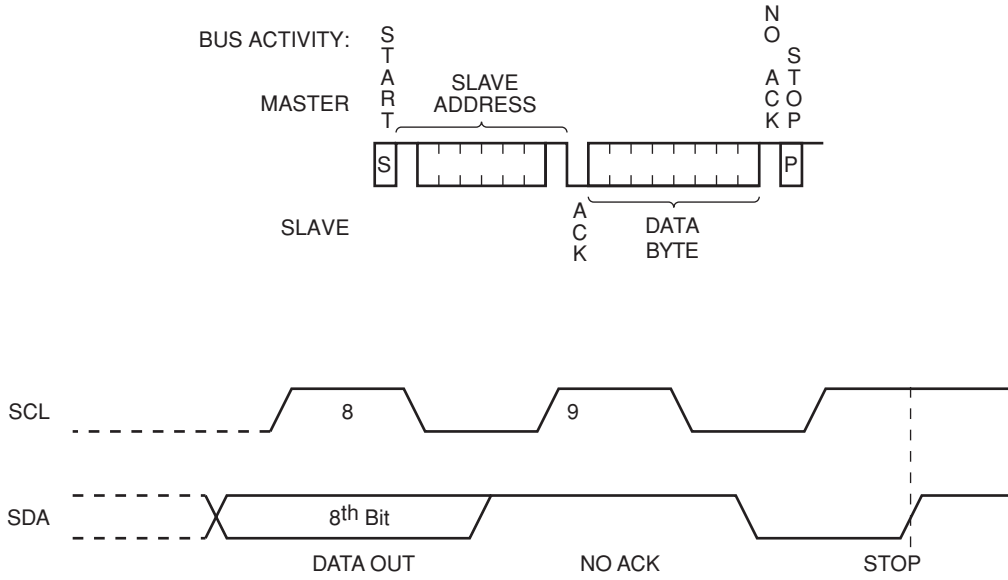 BUS ACTIVITY:
MASTER
START
SLAVE
ADDRESS
NO ACK
STOP
S
P
SLAVE
ACK
DATA
BYTE
SCL
8
9
SDA
8th Bit
DATA OUT
NO ACK
STOP